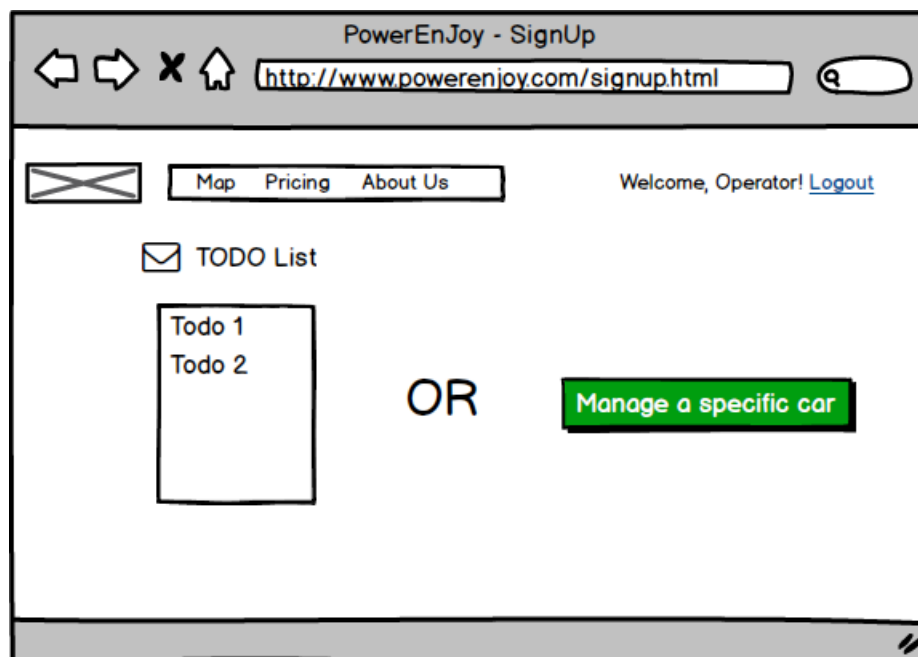 PowerEnJoy - SignUp
http://www.powerenjoy.com/signup.html
Map Pricing About Us Welcome, Operator! Logout
TODO List
Todo 1
Todo 2
OR
Manage a specific car